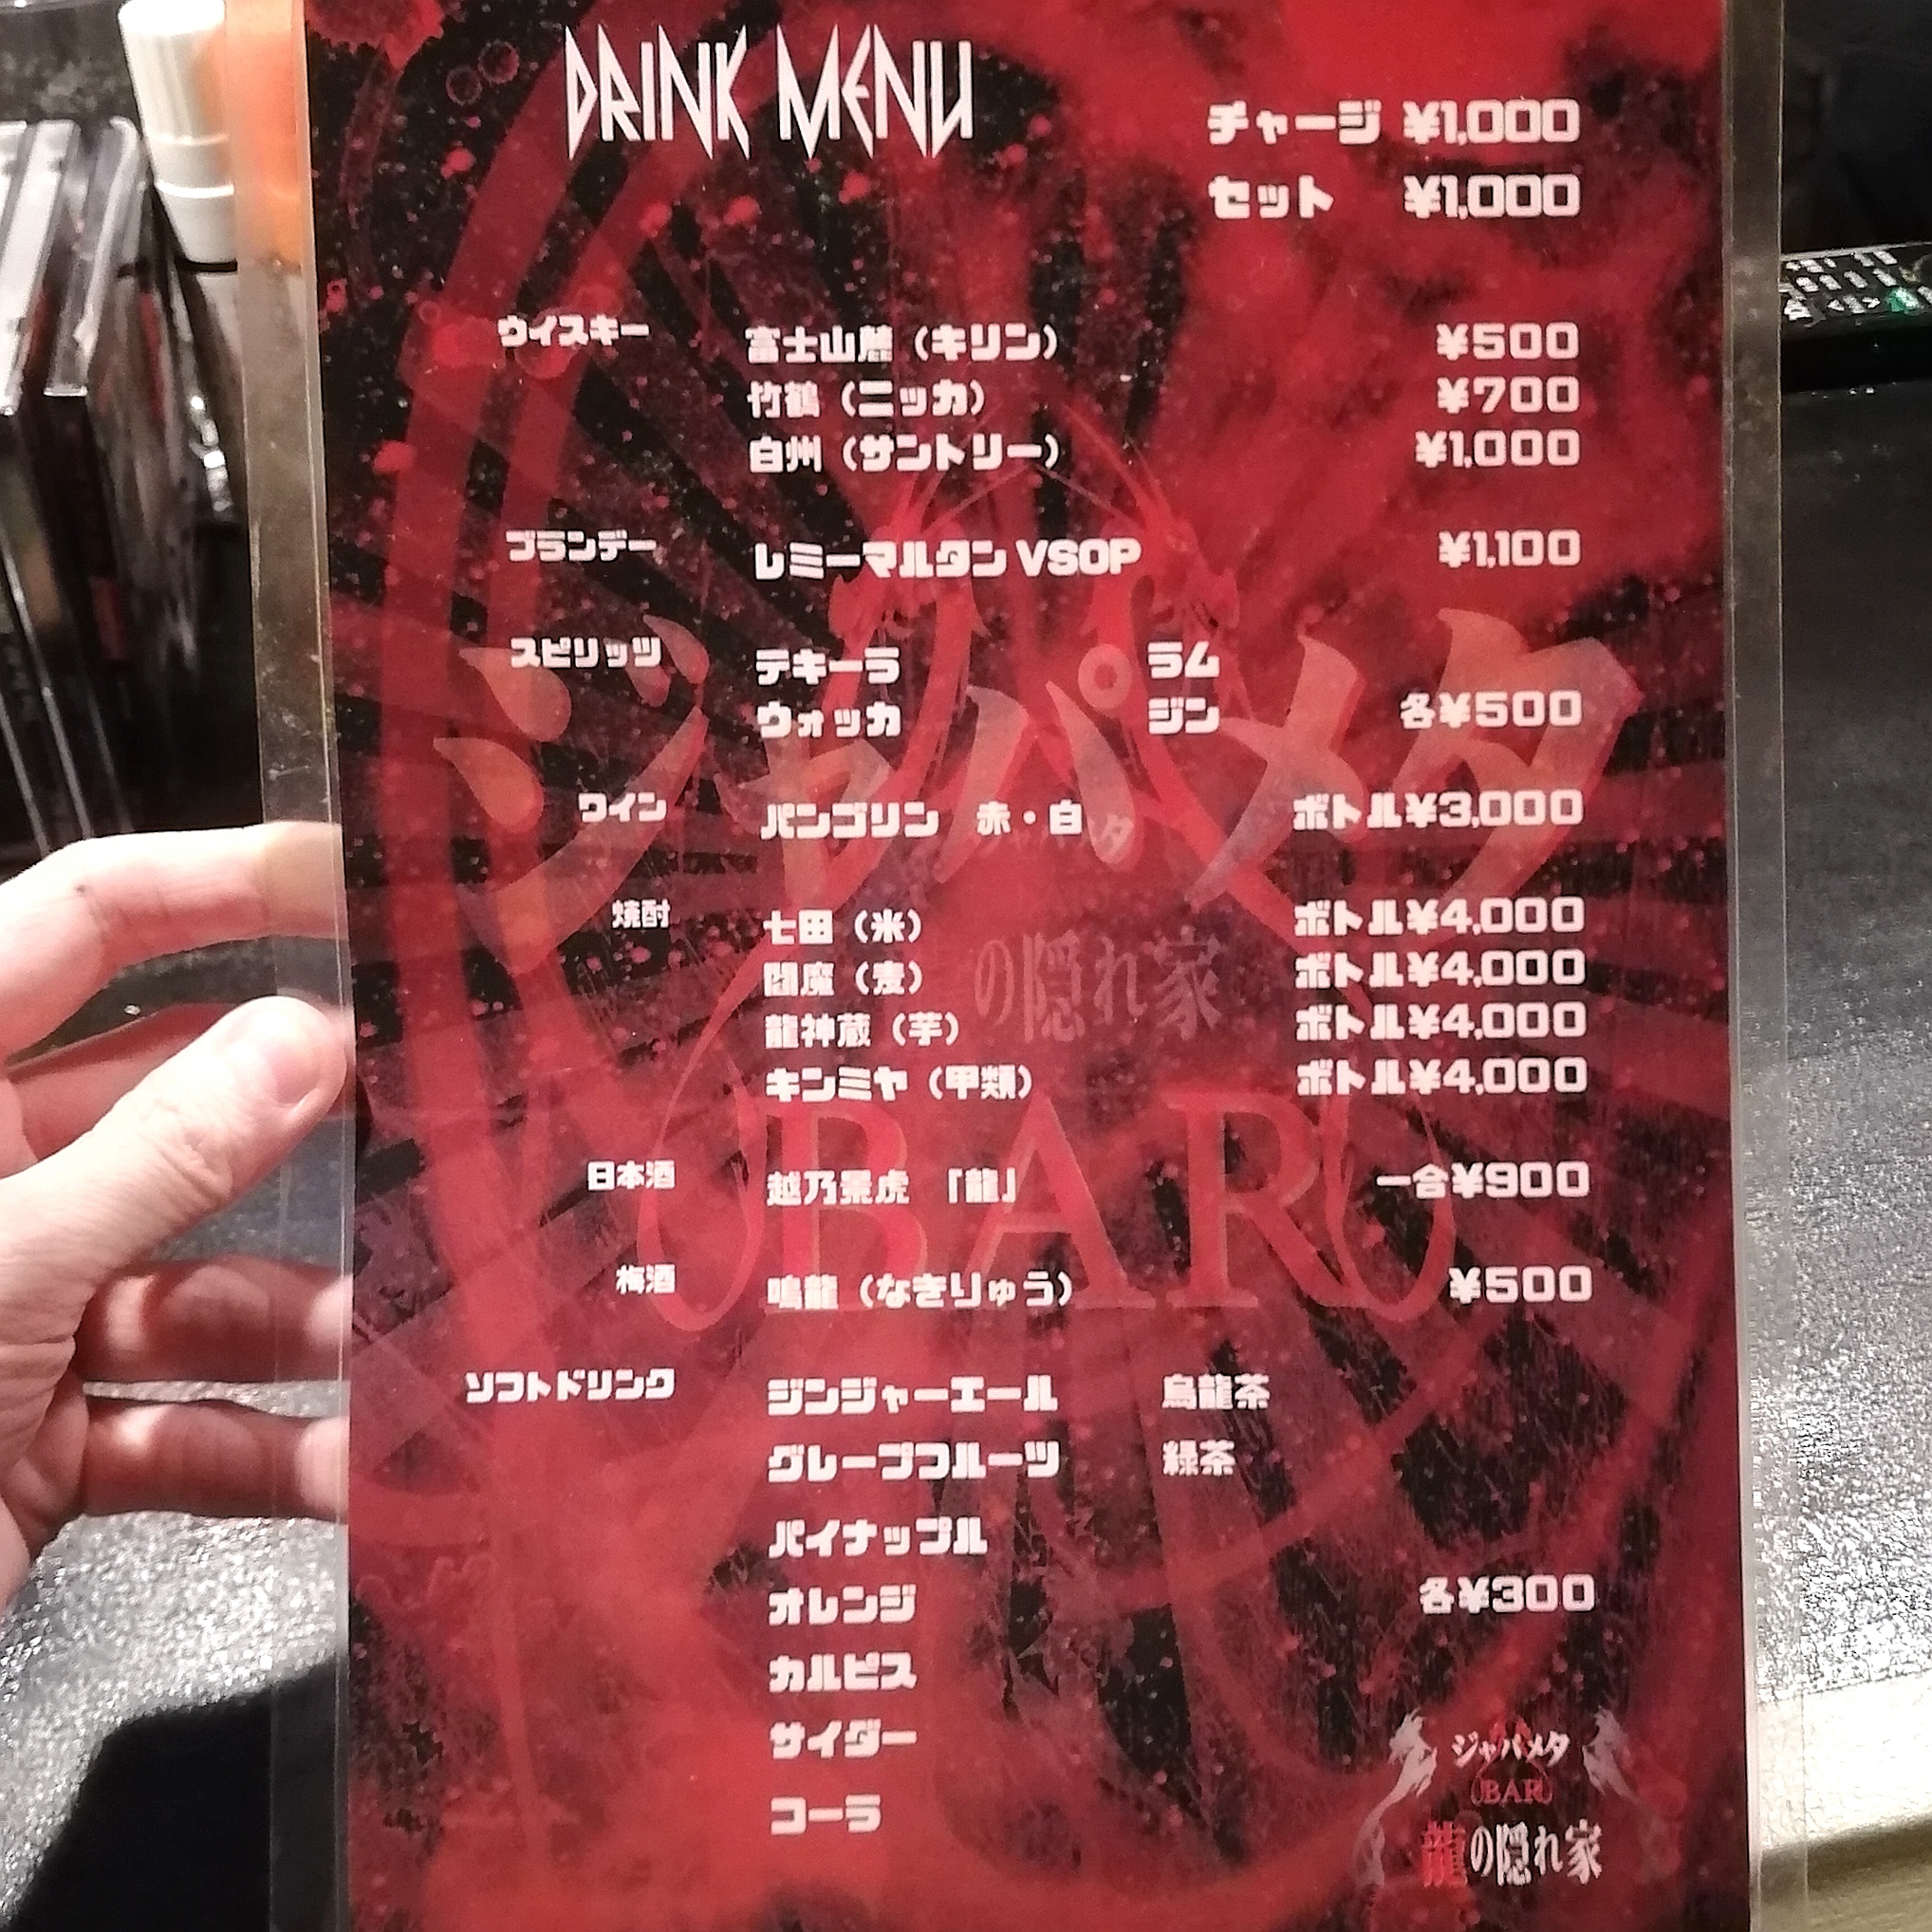 DRINK MENU
チャージ ¥1,000
セット ¥1,000
ウイスキー 富士山麓（キリン） ¥500
竹鶴（ニッカ） ¥700
白州（サントリー） ¥1,000
ブランデー レミーマルタン VSOP ¥1,100
スピリッツ テキーラ ラム
ウォッカ ジン 各¥500
ジャパメタ
ワイン パンゴリン 赤・白 ボトル¥3,000
焼酎 七田（米） ボトル¥4,000
閻魔（麦） ボトル¥4,000
の隠れ家
龍神蔵（芋） ボトル¥4,000
キンミヤ（甲類） ボトル¥4,000
BAR
日本酒 越乃景虎 「龍」 一合¥900
梅酒 鳴龍（なきりゅう） ¥500
ソフトドリンク ジンジャーエール 烏龍茶
グレープフルーツ 緑茶
パイナップル
オレンジ 各¥300
カルピス
サイダー
コーラ
ジャパメタ
BAR
龍の隠れ家